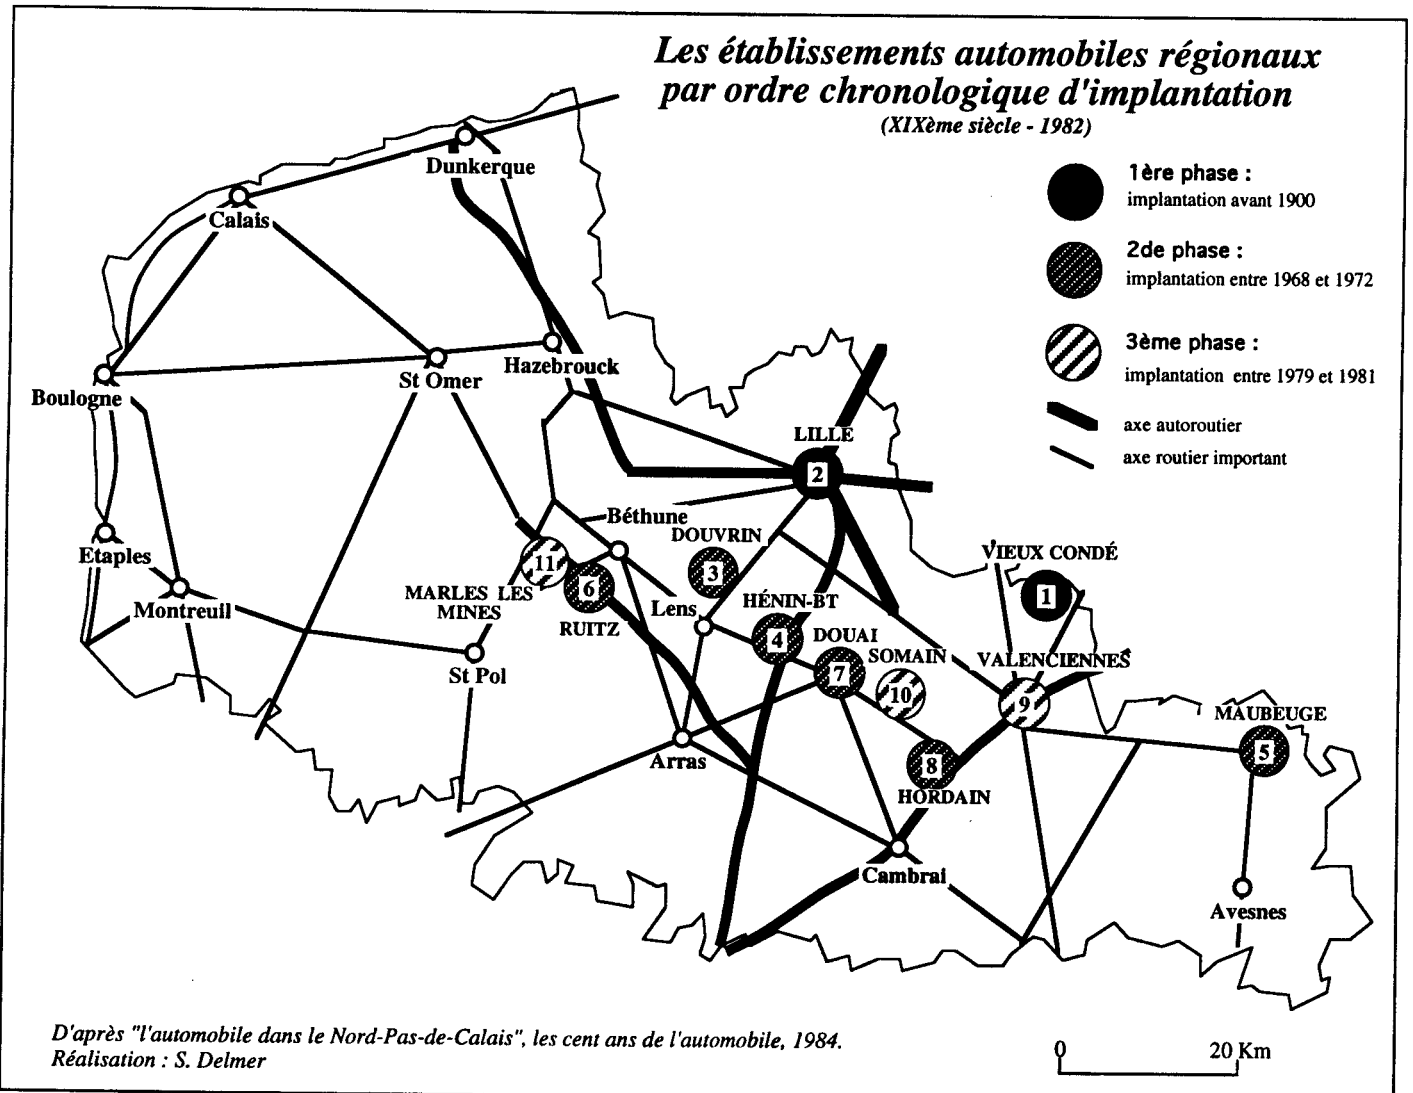 Les établissements automobiles régionaux
par ordre chronologique d'implantation
(XIXème siècle - 1982)
1ère phase :
implantation avant 1900
2de phase :
implantation entre 1968 et 1972
3ème phase :
implantation entre 1979 et 1981
axe autoroutier
axe routier important
Dunkerque
Calais
Hazebrouck
St Omer
Boulogne
LILLE
2
Béthune
DOUVRIN
3
Etaples
VIEUX CONDÉ
1
11
MARLES LES
MINES
6
RUITZ
Montreuil
Lens
HÉNIN-BT
4
DOUAI
7
SOMAIN
10
VALENCIENNES
9
St Pol
MAUBEUGE
5
Arras
8
HORDAIN
Cambrai
Avesnes
D'après "l'automobile dans le Nord-Pas-de-Calais", les cent ans de l'automobile, 1984.
Réalisation : S. Delmer
0 20 Km